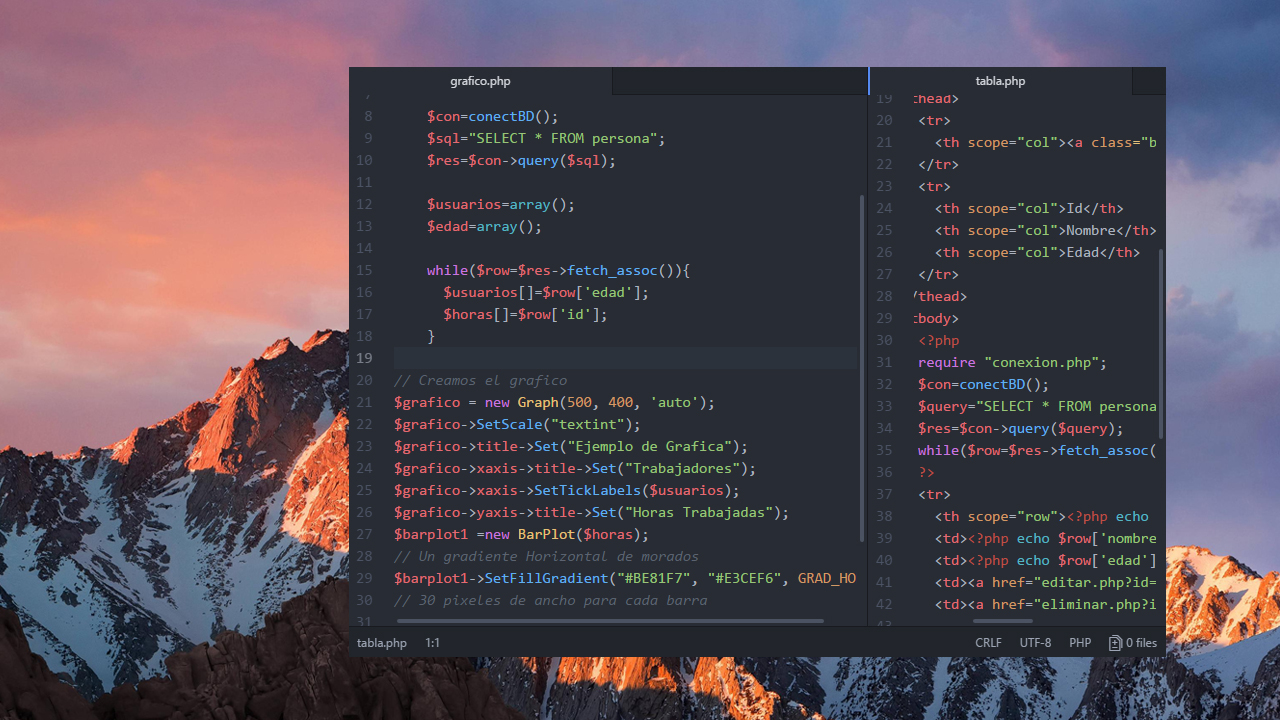 grafico.php
8 $con=conectBD();
9 $sql="SELECT * FROM persona";
10 $res=$con->query($sql);
11
12 $usuarios=array();
13 $edad=array();
14
15 while($row=$res->fetch_assoc()){
16 $usuarios[]=$row['edad'];
17 $horas[]=$row['id'];
18 }
19
20 // Creamos el grafico
21 $grafico = new Graph(500, 400, 'auto');
22 $grafico->SetScale("textint");
23 $grafico->title->Set("Ejemplo de Grafica");
24 $grafico->xaxis->title->Set("Trabajadores");
25 $grafico->xaxis->SetTickLabels($usuarios);
26 $grafico->yaxis->title->Set("Horas Trabajadas");
27 $barplot1 =new BarPlot($horas);
28 // Un gradiente Horizontal de morados
29 $barplot1->SetFillGradient("#BE81F7", "#E3CEF6", GRAD_HO
30 // 30 pixeles de ancho para cada barra
31
tabla.php
19 thead>
20 <tr>
21 <th scope="col"><a class="b
22 </tr>
23 <tr>
24 <th scope="col">Id</th>
25 <th scope="col">Nombre</th>
26 <th scope="col">Edad</th>
27 </tr>
28 /thead>
29 tbody>
30 <?php
31 require "conexion.php";
32 $con=conectBD();
33 $query="SELECT * FROM persona
34 $res=$con->query($query);
35 while($row=$res->fetch_assoc(
36 ?>
37 <tr>
38 <th scope="row"><?php echo
39 <td><?php echo $row['nombre
40 <td><?php echo $row['edad']
41 <td><a href="editar.php?id=
42 <td><a href="eliminar.php?i
tabla.php 1:1 CRLF UTF-8 PHP 0 files